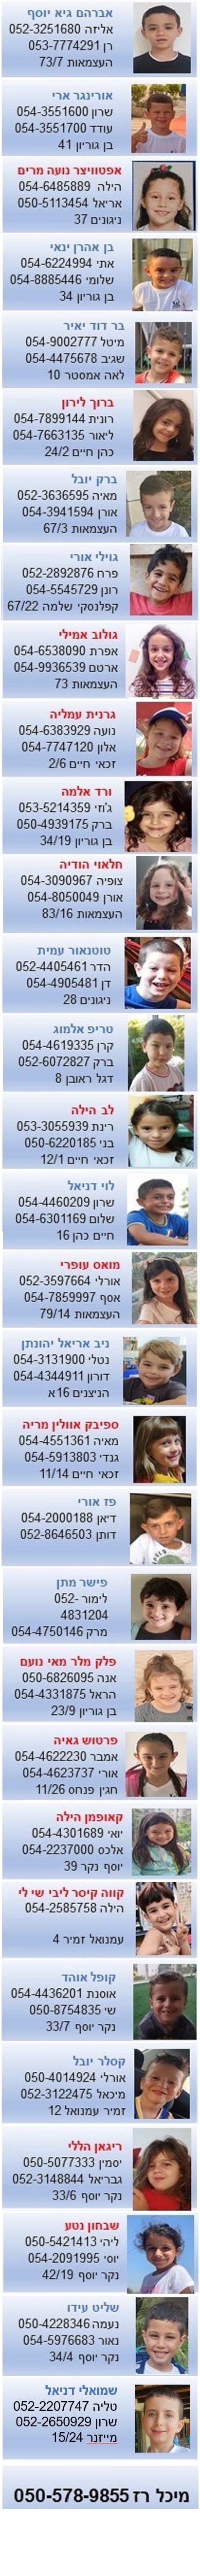 אברהם גיא יוסף
אליזה 052-3251680
רן 053-7774291
העצמאות 73/7
אורינגר ארי
שרון 054-3551600
עודד 054-3551700
בן גוריון 41
אפטוויצר נועה מרים
הילה 054-6485889
אריאל 050-5113454
ניגונים 37
בן אהרן ינאי
אתי 054-6224994
שלומי 054-8885446
בן גוריון 34
בר דוד יאיר
מיטל 054-9002777
שגיב 054-4475678
לאה אמסטר 10
ברוך לירון
רונית 054-7899144
ליאור 054-7663135
כהן חיים 24/2
ברק יובל
מאיה 052-3636595
אורן 054-3941594
העצמאות 67/3
גוילי אורי
פרח 052-2892876
רונן 054-5545729
קפלנסקי שלמה 67/22
גולוב אמילי
אפרת 054-6538090
ארטם 054-9936539
העצמאות 73
גרנית עמליה
נועה 054-6383929
אלון 054-7747120
זכאי חיים 2/6
ורד אלמה
ג'וזי 053-5214359
ברק 050-4939175
בן גוריון 34/19
חלאוי הודיה
צופיה 054-3090967
אורן 054-8050049
העצמאות 83/16
טוטנאור עמית
הדר 052-4405461
דן 054-4905481
ניגונים 28
טריפ אלמוג
קרן 054-4619335
ברק 052-6072827
דגל ראובן 8
לב הילה
רינת 053-3055939
בני 050-6220185
זכאי חיים 12/1
לוי דניאל
שרון 054-4460209
שלום 054-6301169
חיים כהן 16
מואס עופרי
אורלי 052-3597664
אסף 054-7859997
העצמאות 79/14
ניב אריאל יהונתן
נטלי 054-3131900
דורון 054-4344911
הניצנים 16א
ספיבק אוולין מריה
מאיה 054-4551361
גנדי 054-5913803
זכאי חיים 11/14
פז אורי
דיאן 054-2000188
דותן 052-8646503
פישר מתן
לימור 052-
4831204
מרק 054-4750146
פלק מלר מאי נועם
אנה 050-6826095
הראל 054-4331875
בן גוריון 23/9
פרטוש גאיה
אמבר 054-4622230
אורי 054-4623737
חגין פנחס 11/26
קאופמן הילה
יואי 054-4301689
אלכס 054-2237000
יוסף נקר 39
קווה קיסר ליבי שי לי
הילה 054-2585758
עמנואל זמיר 4
קופל אוהד
אוסנת 054-4436201
שי 050-8754835
נקר יוסף 33/7
קסלר יובל
אורלי 050-4014924
מיכאל 052-3122475
זמיר עמנואל 12
ריגאן הללי
יסמין 050-5077333
גבריאל 052-3148844
נקר יוסף 33/6
שבחון נטע
ליהי 050-5421413
יוסי 054-2091995
נקר יוסף 42/19
שליט עידו
נעמה 050-4228346
נאור 054-5976683
נקר יוסף 34/4
שמואלי דניאל
טליה 052-2207747
שרון 052-2650929
מייזנר 15/24
מיכל רז 050-578-9855